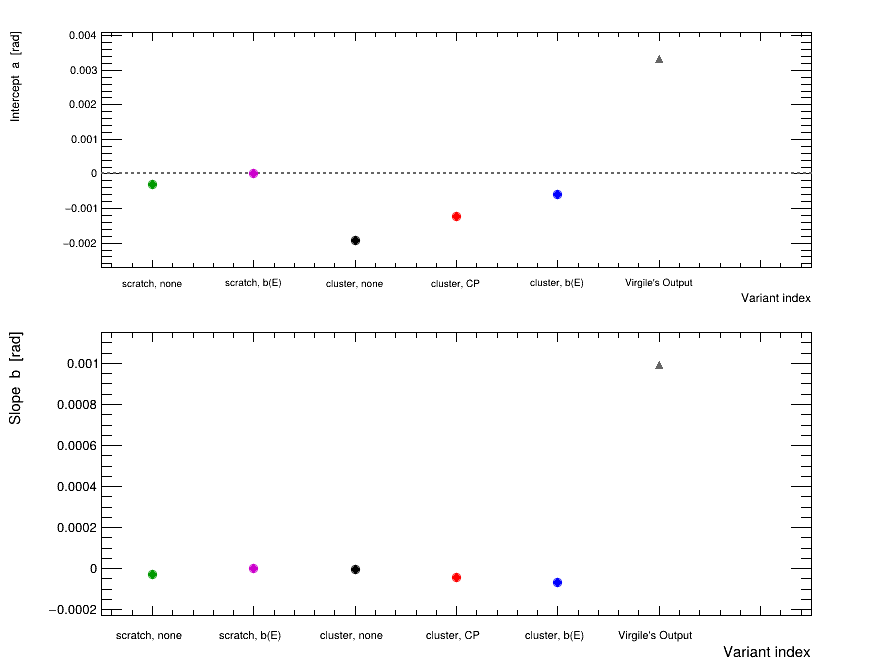 Intercept a [rad]
0.004
0.003
0.002
0.001
0
−0.001
−0.002
scratch, none
scratch, b(E)
cluster, none
cluster, CP
cluster, b(E)
Virgile's Output
Variant index
Slope b [rad]
0.001
0.0008
0.0006
0.0004
0.0002
0
−0.0002
scratch, none
scratch, b(E)
cluster, none
cluster, CP
cluster, b(E)
Virgile's Output
Variant index